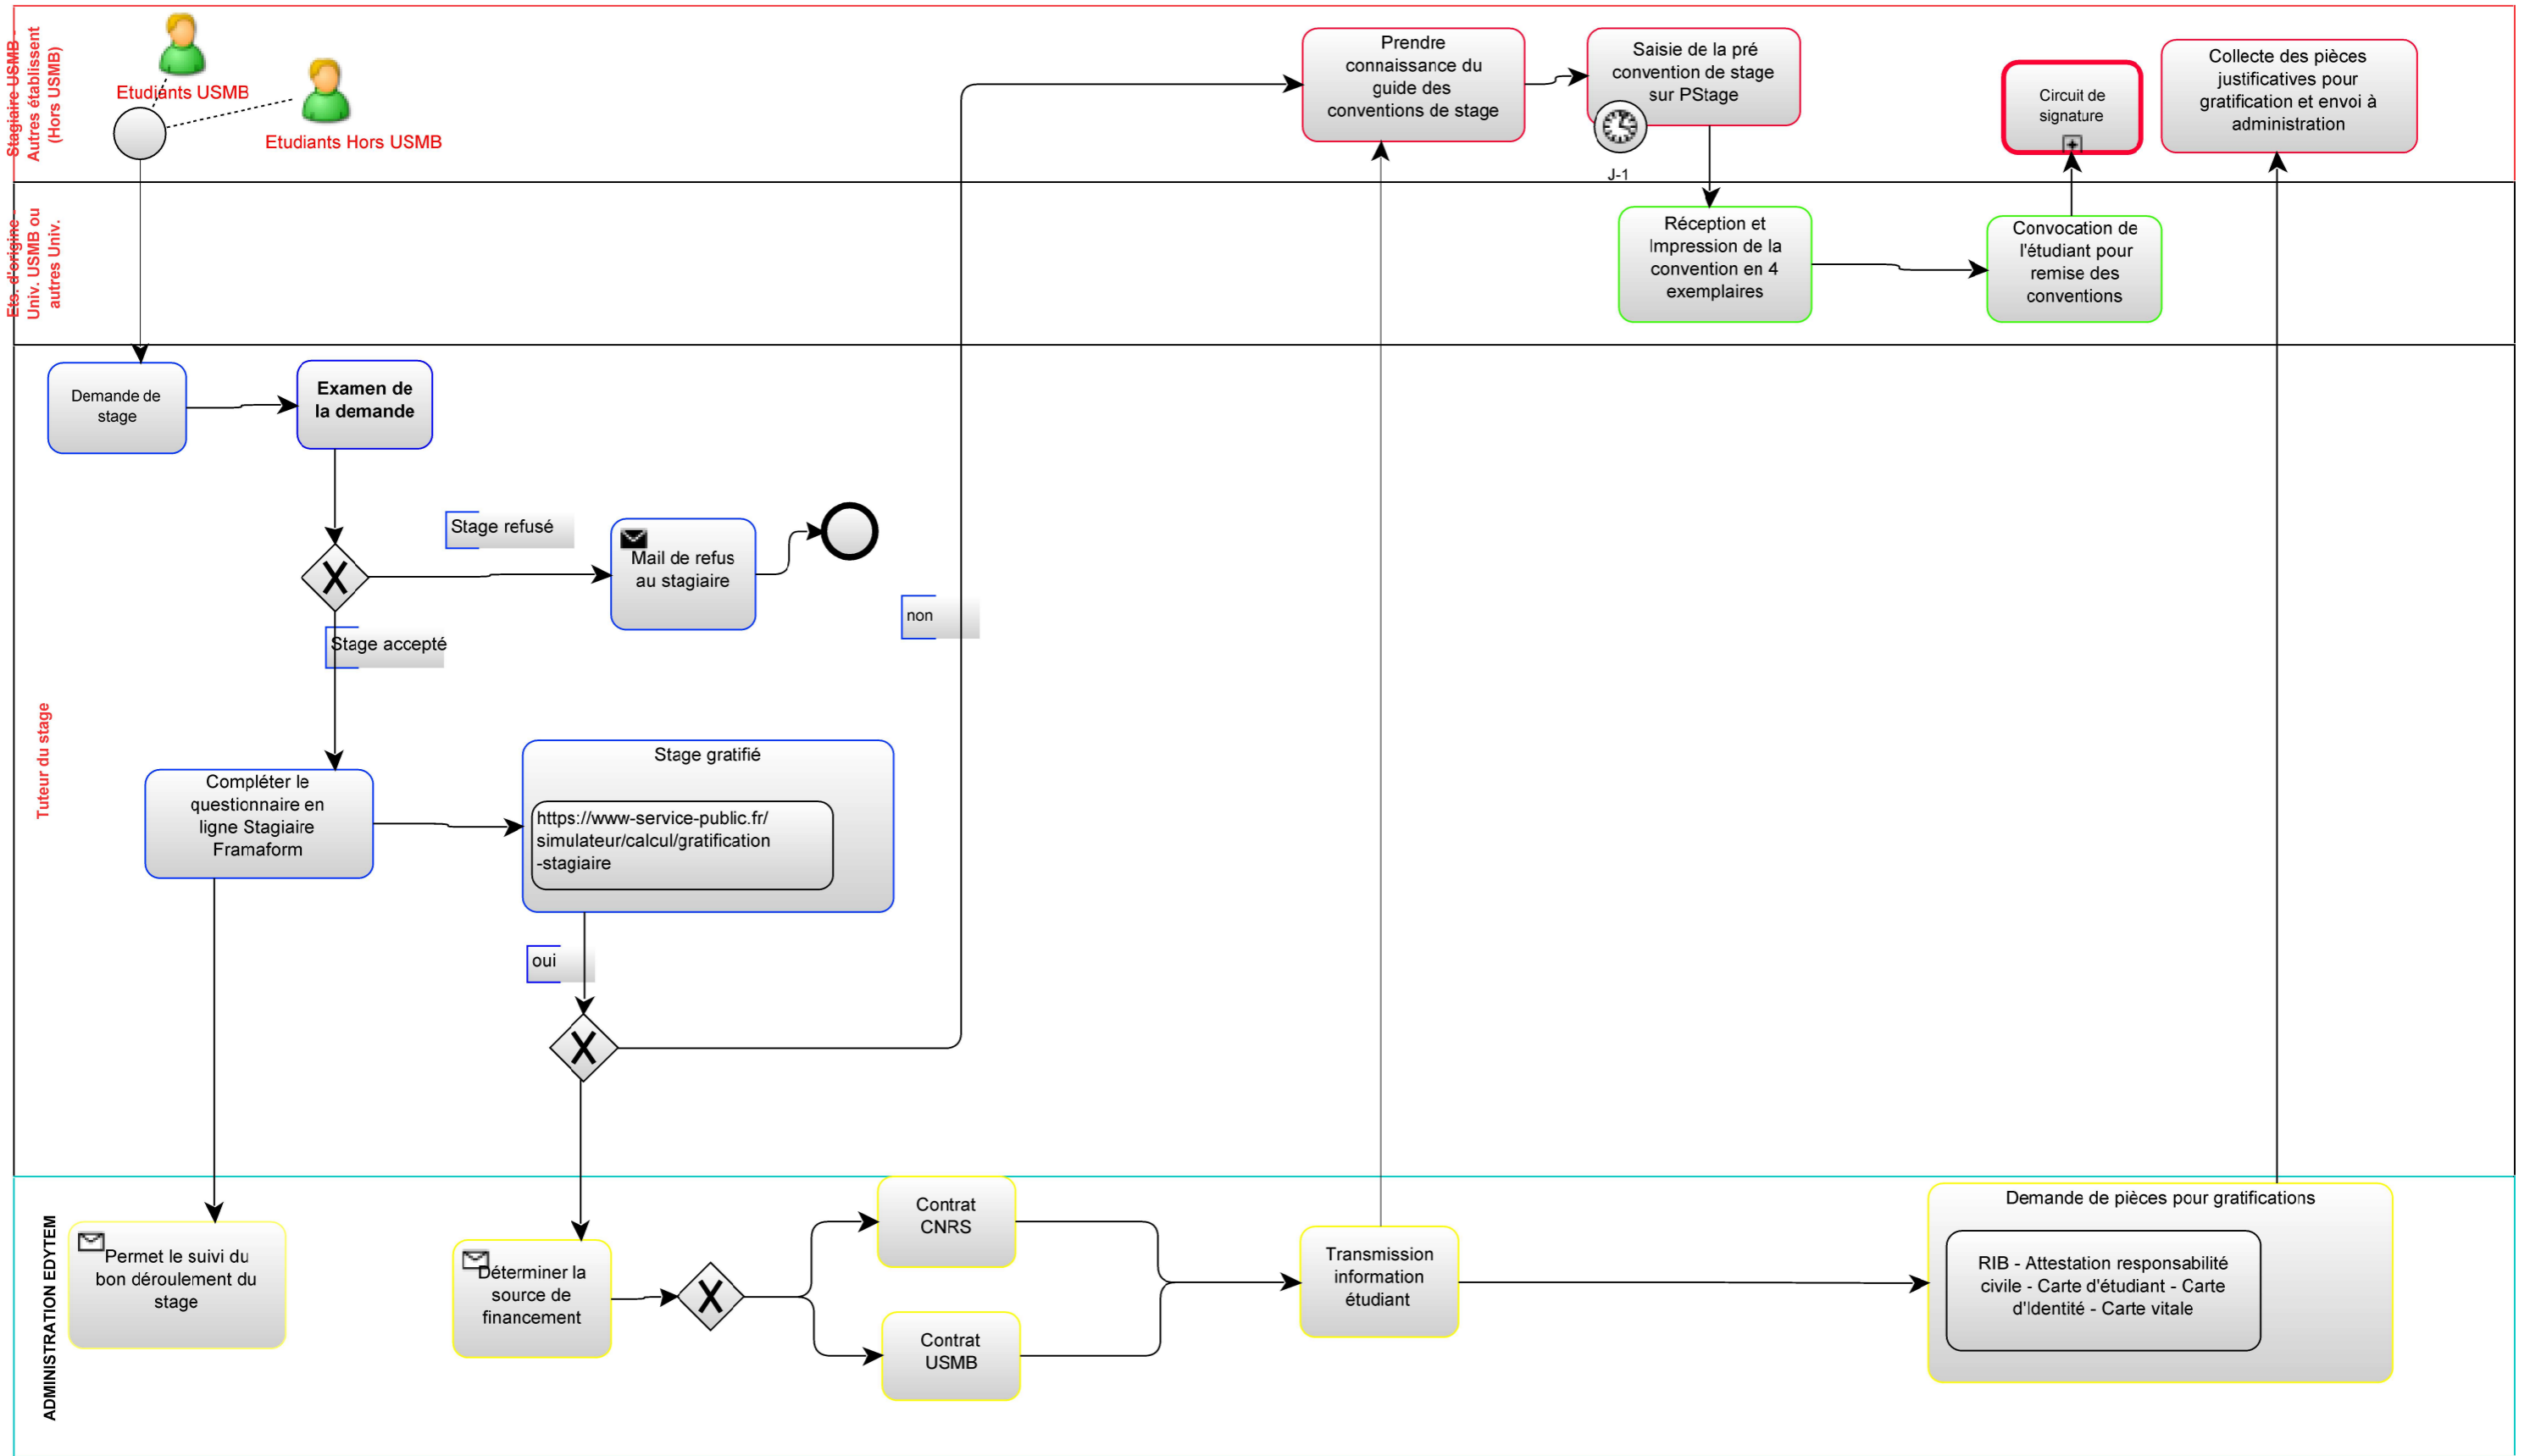 Stagiaire USMB -
Autres établissent
(Hors USMB)
Etudiants USMB
Etudiants Hors USMB
Prendre
connaissance du
guide des
conventions de stage
Saisie de la pré
convention de stage
sur PStage
J-1
Circuit de
signature
Collecte des pièces
justificatives pour
gratification et envoi à
administration
Ets. d'origine -
Univ. USMB ou
autres Univ.
Réception et
Impression de la
convention en 4
exemplaires
Convocation de
l'étudiant pour
remise des
conventions
Tuteur du stage
Demande de
stage
Examen de
la demande
X
Stage refusé
Mail de refus
au stagiaire
non
Stage accepté
Compléter le
questionnaire en
ligne Stagiaire
Framaform
Stage gratifié
https://www-service-public.fr/
simulateur/calcul/gratification
-stagiaire
oui
X
ADMINISTRATION EDYTEM
Permet le suivi du
bon déroulement du
stage
Déterminer la
source de
financement
X
Contrat
CNRS
Contrat
USMB
Transmission
information
étudiant
Demande de pièces pour gratifications
RIB - Attestation responsabilité
civile - Carte d'étudiant - Carte
d'Identité - Carte vitale